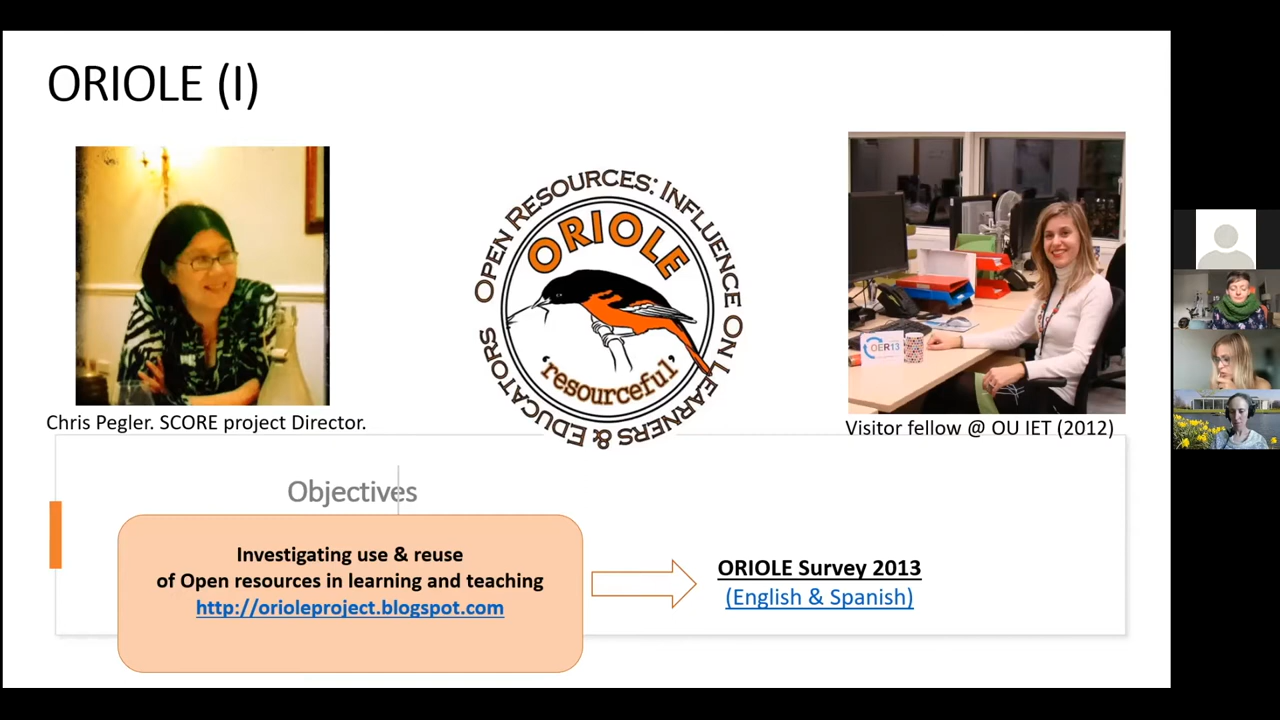 ORIOLE (I)
OPEN RESOURCES: INFLUENCE ON LEARNERS & EDUCATORS
ORIOLE
'resourceful'
OER13
Chris Pegler. SCORE project Director.
Visitor fellow @ OU IET (2012)
Objectives
Investigating use & reuse
of Open resources in learning and teaching
http://orioleproject.blogspot.com
ORIOLE Survey 2013
(English & Spanish)